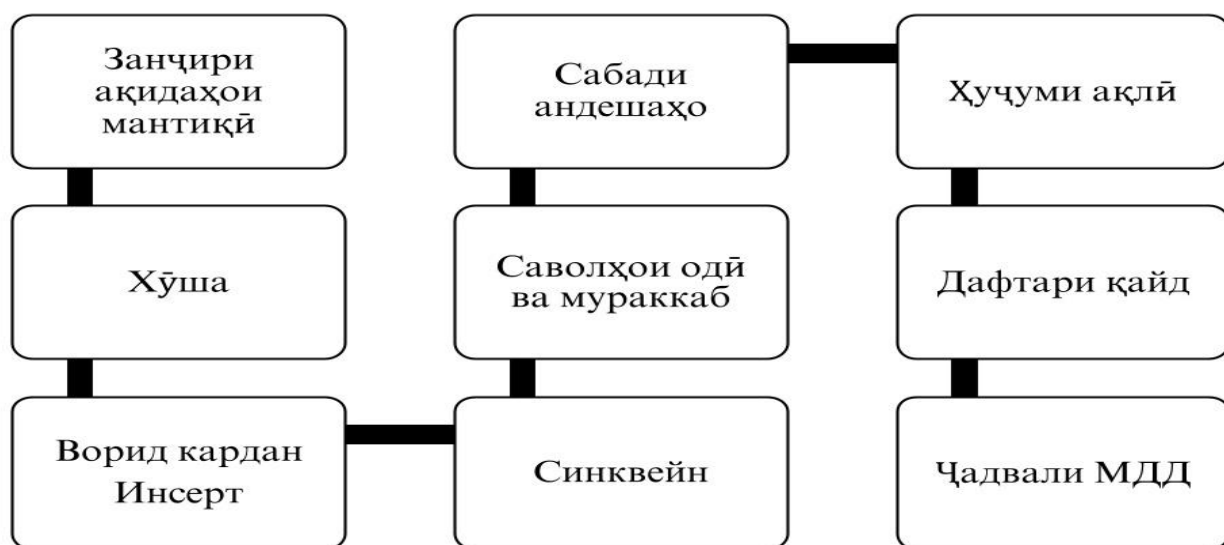 Занҷири
ақидаҳои
мантиқӣ
Хӯша
Ворид кардан
Инсерт
Синквейн
Саволҳои одӣ
ва мураккаб
Сабади
андешаҳо
Ҳуҷуми ақлӣ
Дафтари қайд
Ҷадвали МДД